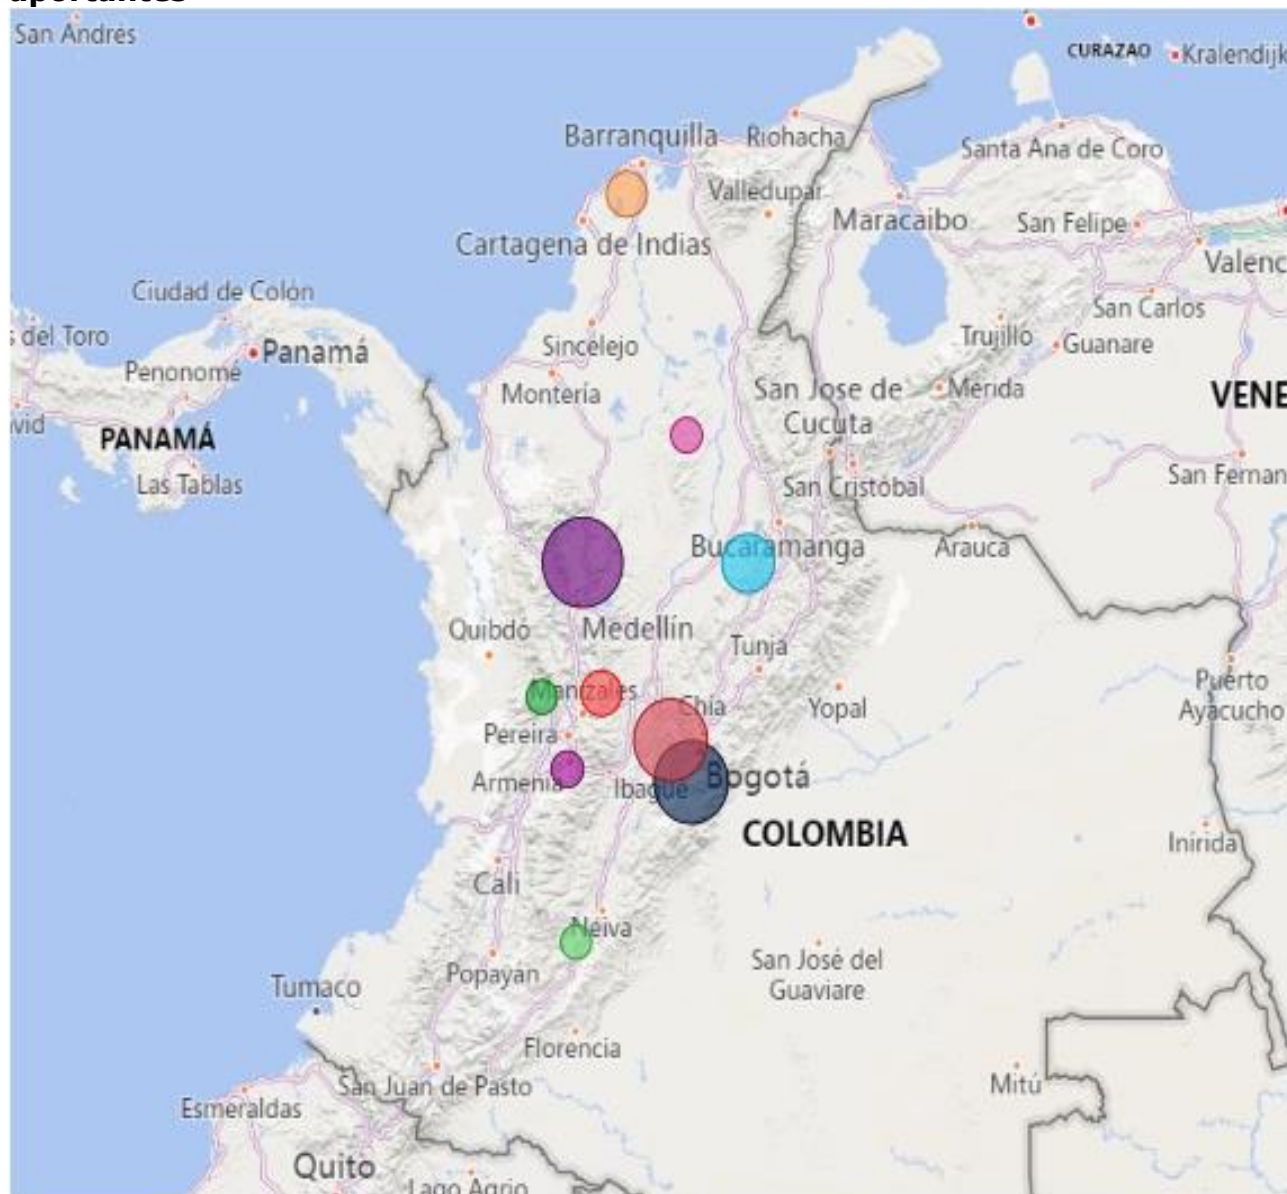 aportantes
San Andrés
CURAZAO
Kralendijk
Barranquilla
Riohacha
Santa Ana de Coro
Valledupar
Maracaibo
San Felipe
Cartagena de Indias
Valenc
Ciudad de Colón
San Carlos
s del Toro
Panamá
Sincelejo
Trujillo
Guanare
Penonomé
Montería
San Jose de
Cucuta
Mérida
VENE
vid
PANAMÁ
Las Tablas
San Cristóbal
San Fernan
Bucaramanga
Arauca
Quibdó
Medellín
Tunja
Puerto
Ayacucho
Manizales
Chia
Yopal
Pereira
Armenia
Ibagué
Bogotá
COLOMBIA
Inírida
Cali
Neiva
Popayán
San José del
Guaviare
Tumaco
Florencia
San Juan de Pasto
Mitú
Esmeraldas
Quito
Lago Agrio